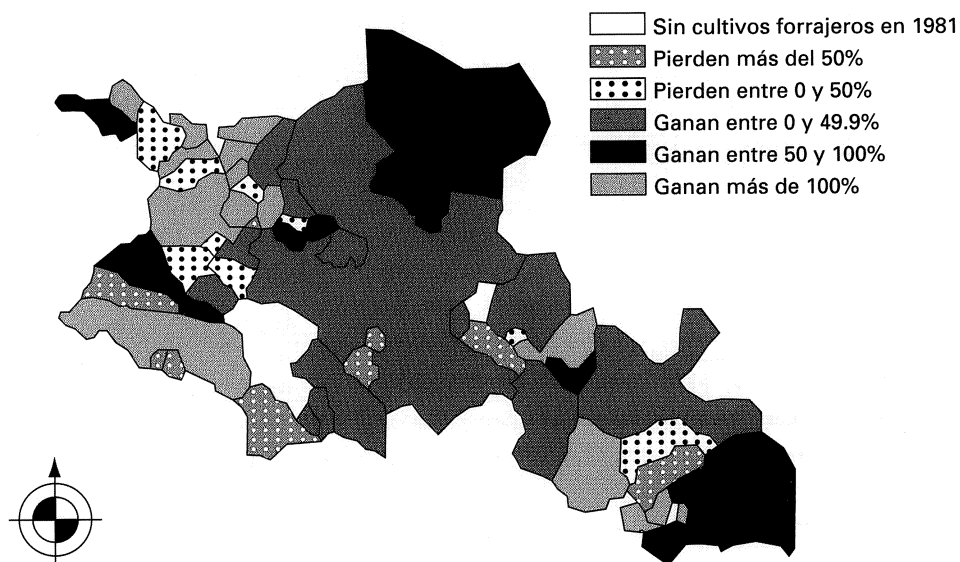 Sin cultivos forrajeros en 1981
Pierden más del 50%
Pierden entre 0 y 50%
Ganan entre 0 y 49.9%
Ganan entre 50 y 100%
Ganan más de 100%